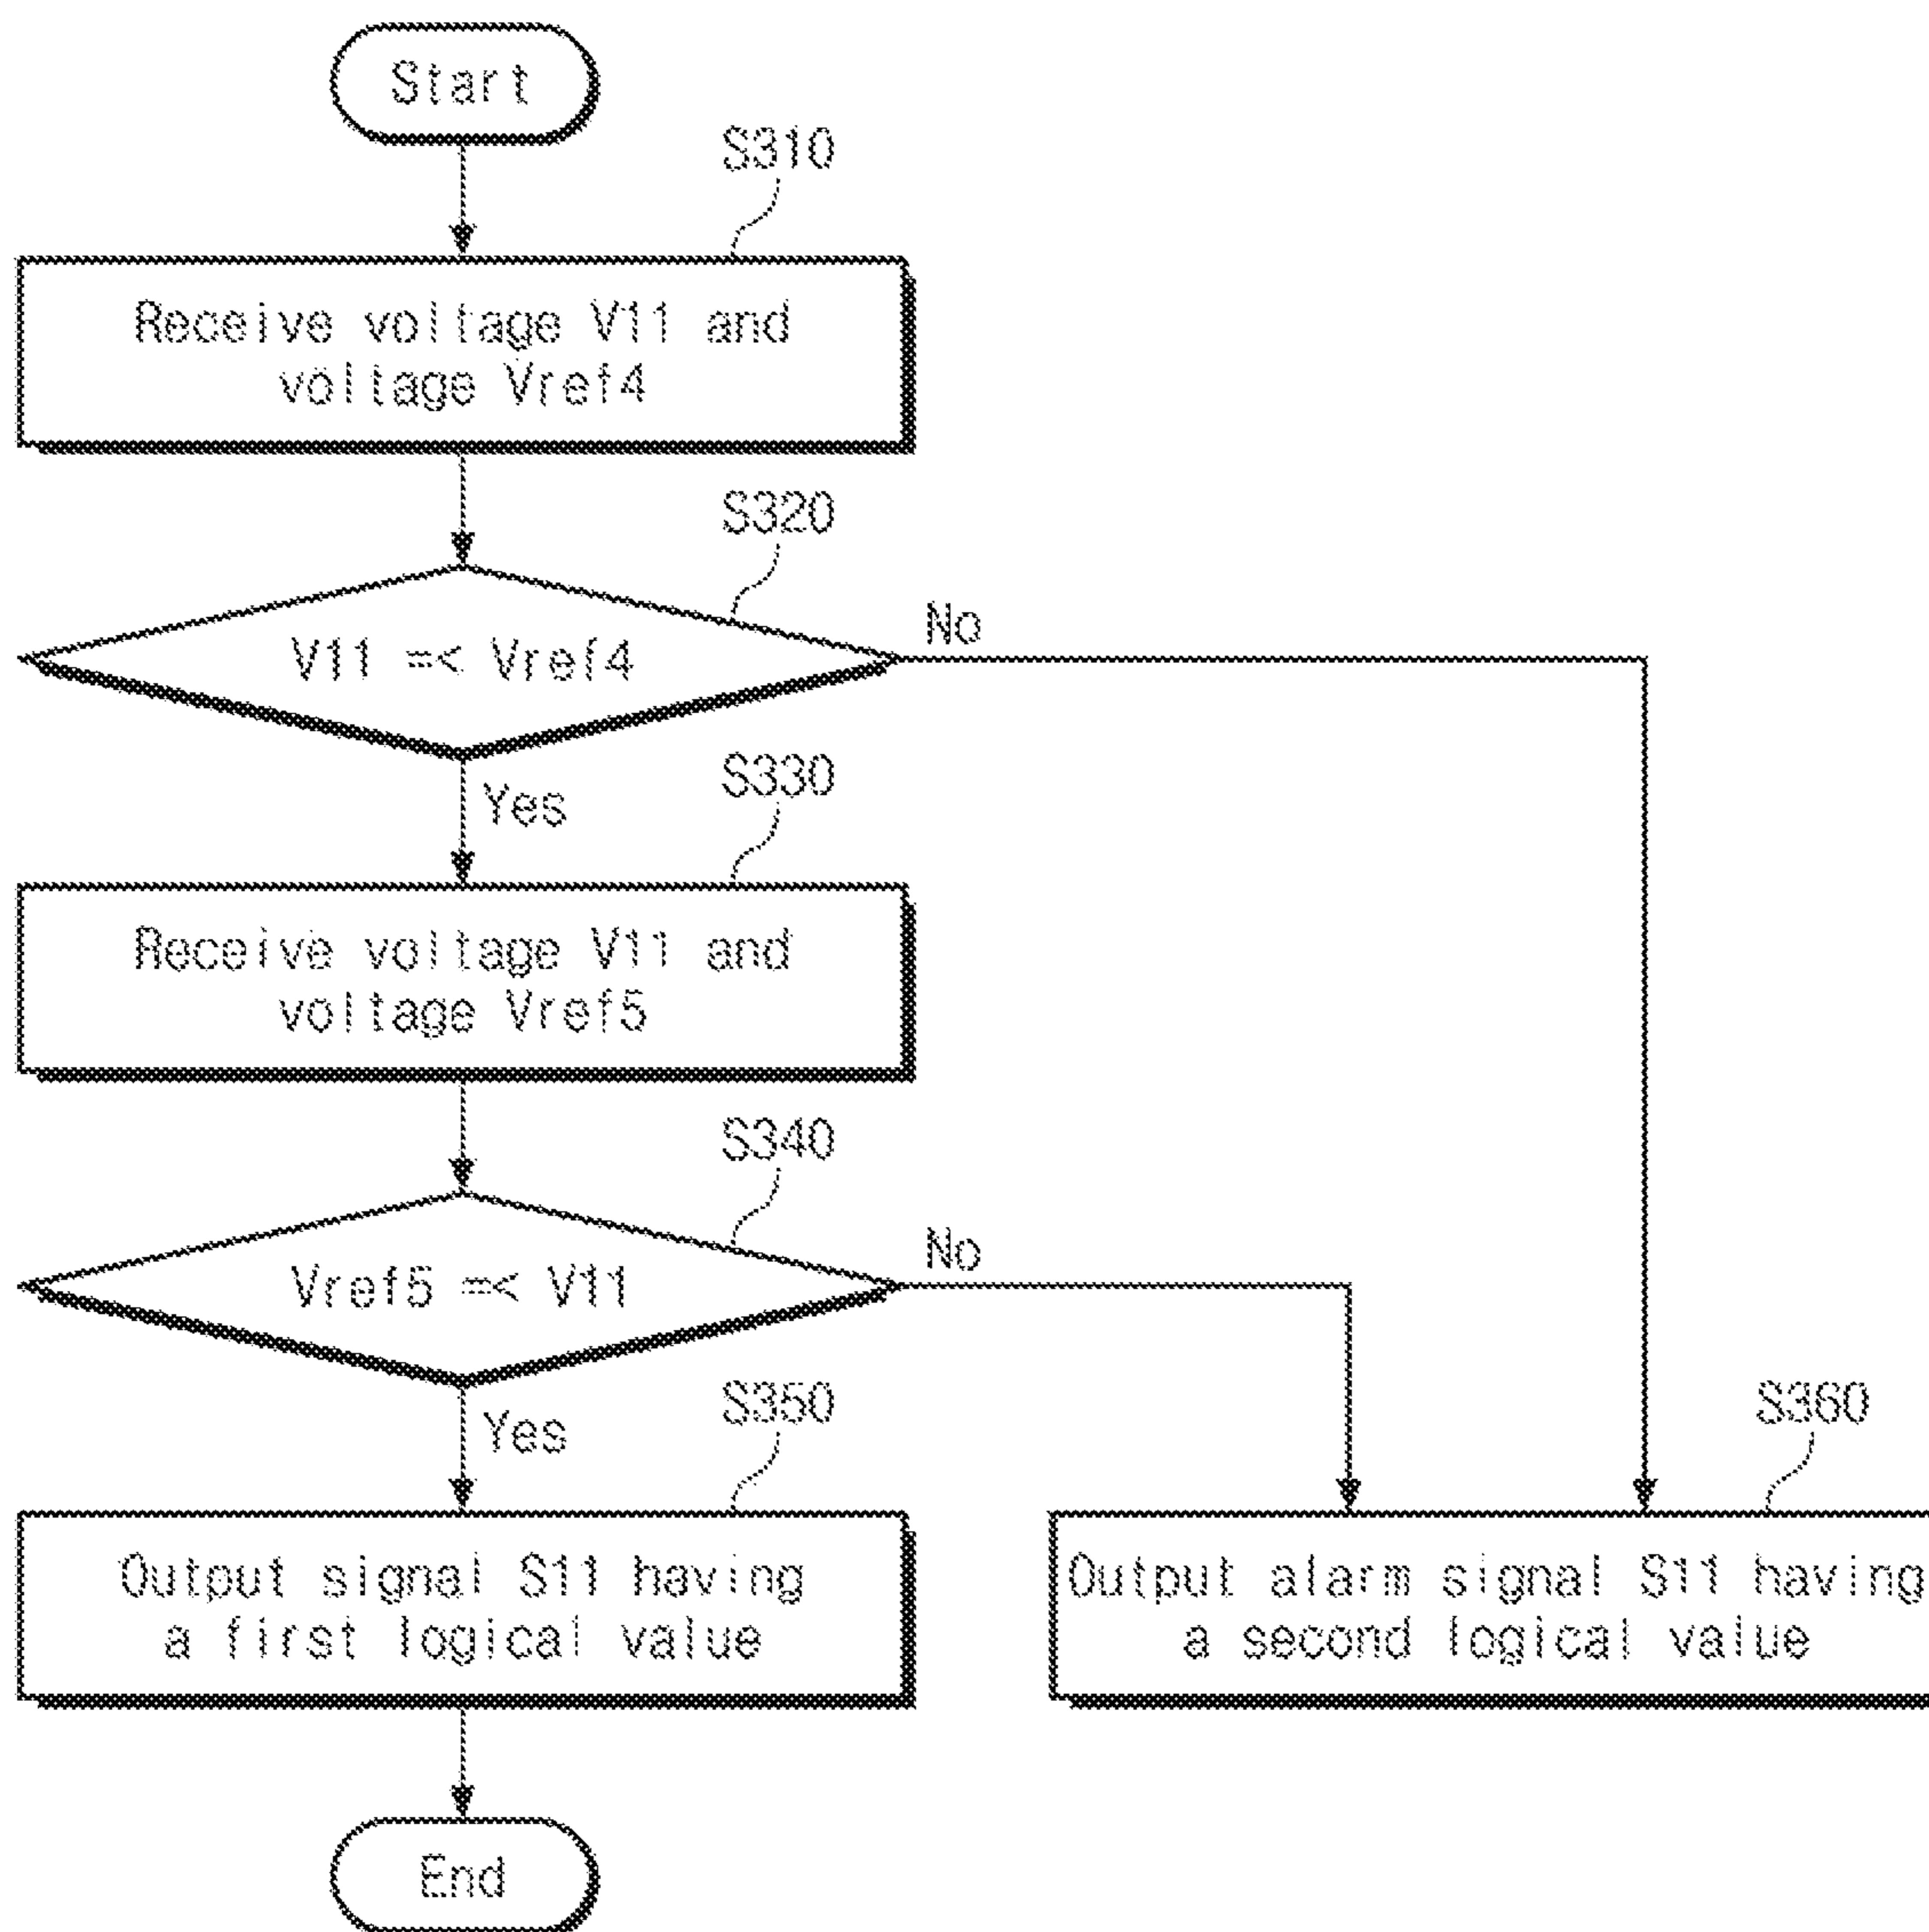 Start
S310
Receive voltage V11 and
voltage Vref4
S320
V11 =< Vref4
No
Yes
S330
Receive voltage V11 and
voltage Vref5
S340
Vref5 =< V11
No
Yes
S350
Output signal S11 having
a first logical value
S360
Output alarm signal S11 having
a second logical value
End